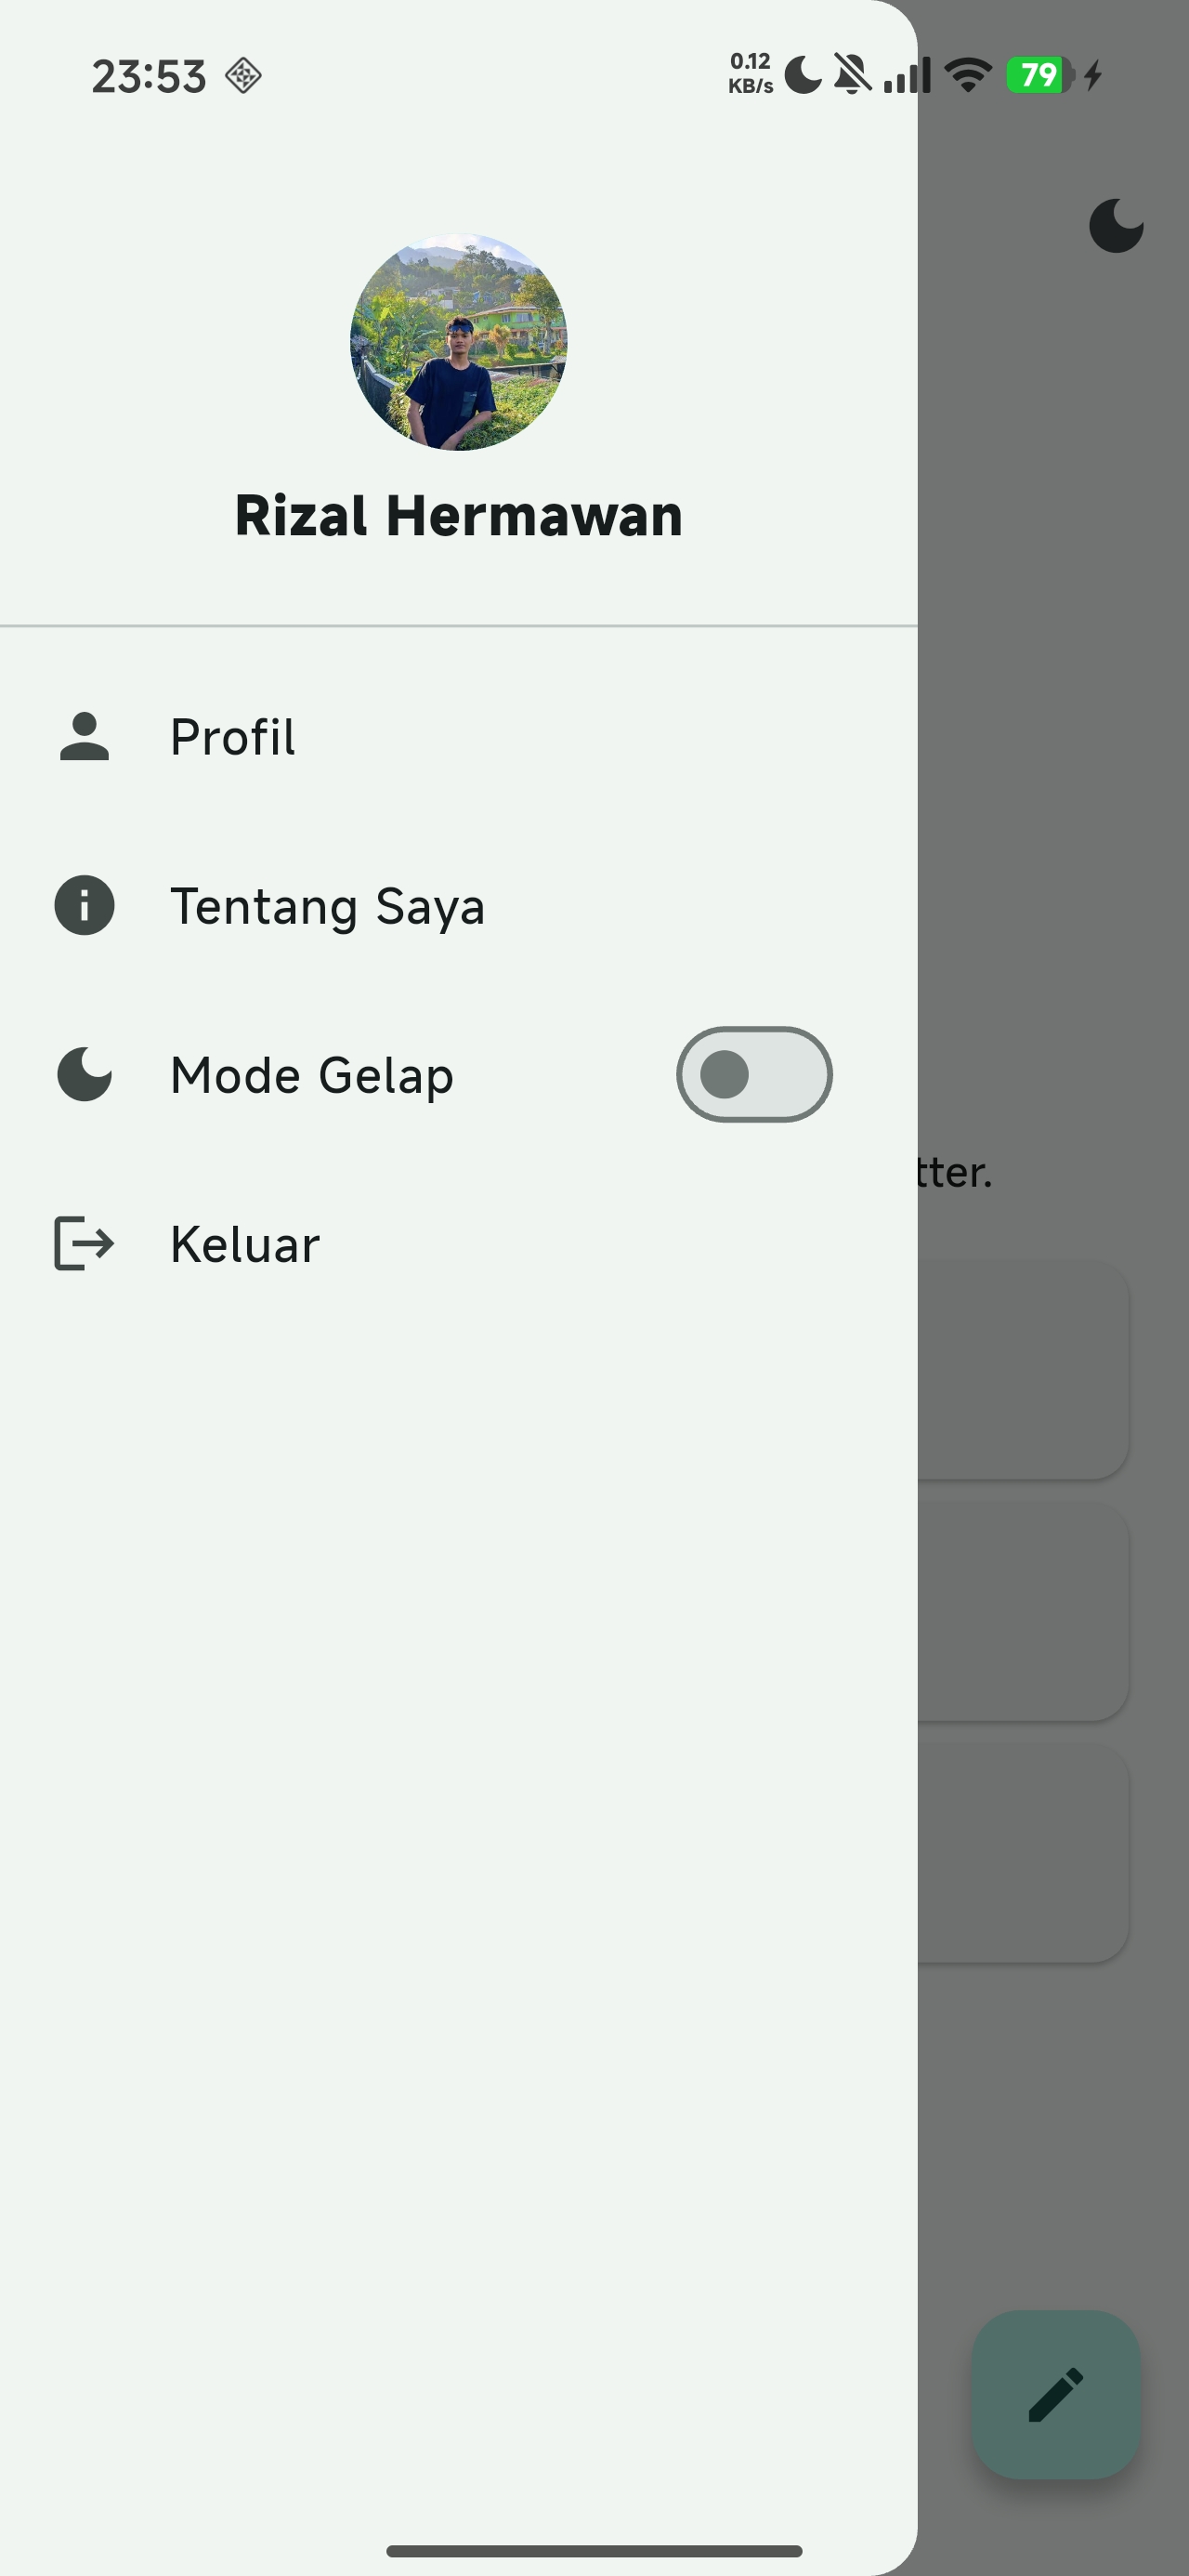 23:53
0.12
KB/s
79
Rizal Hermawan
Profil
Tentang Saya
Mode Gelap
tter.
Keluar